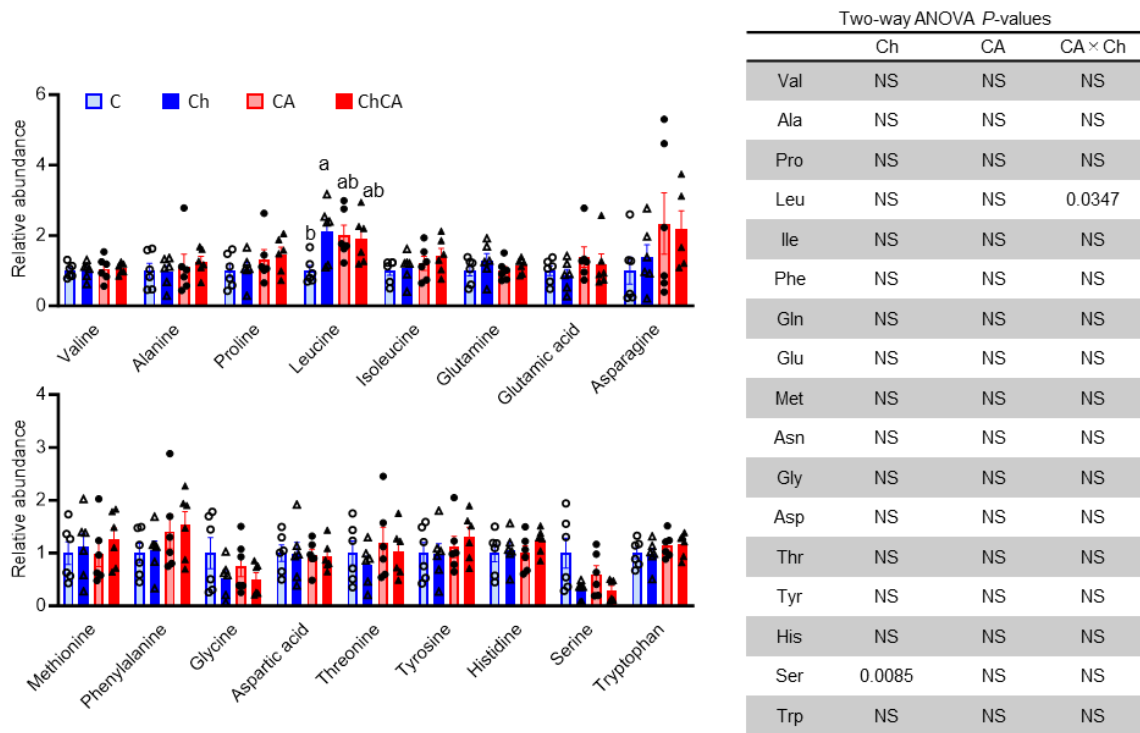 C Ch CA ChCA
Relative abundance
6
4
2
0
a
ab
ab
b
Valine Alanine Proline Leucine Isoleucine Glutamine Glutamic acid Asparagine
Relative abundance
4
3
2
1
0
Methionine Phenylalanine Glycine Aspartic acid Threonine Tyrosine Histidine Serine Tryptophan
Two-way ANOVA P-values
Ch CA CA × Ch
Val NS NS NS
Ala NS NS NS
Pro NS NS NS
Leu NS NS 0.0347
Ile NS NS NS
Phe NS NS NS
Gln NS NS NS
Glu NS NS NS
Met NS NS NS
Asn NS NS NS
Gly NS NS NS
Asp NS NS NS
Thr NS NS NS
Tyr NS NS NS
His NS NS NS
Ser 0.0085 NS NS
Trp NS NS NS